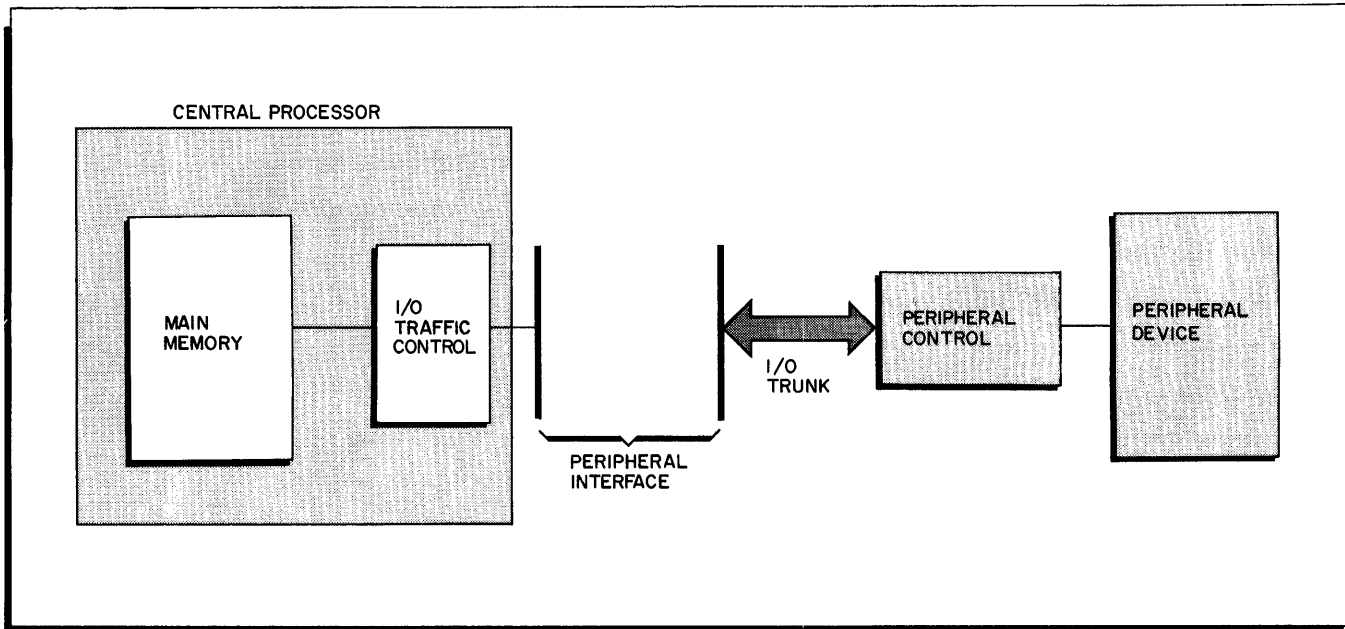 CENTRAL PROCESSOR
MAIN
MEMORY
I/O
TRAFFIC
CONTROL
PERIPHERAL
INTERFACE
I/O
TRUNK
PERIPHERAL
CONTROL
PERIPHERAL
DEVICE